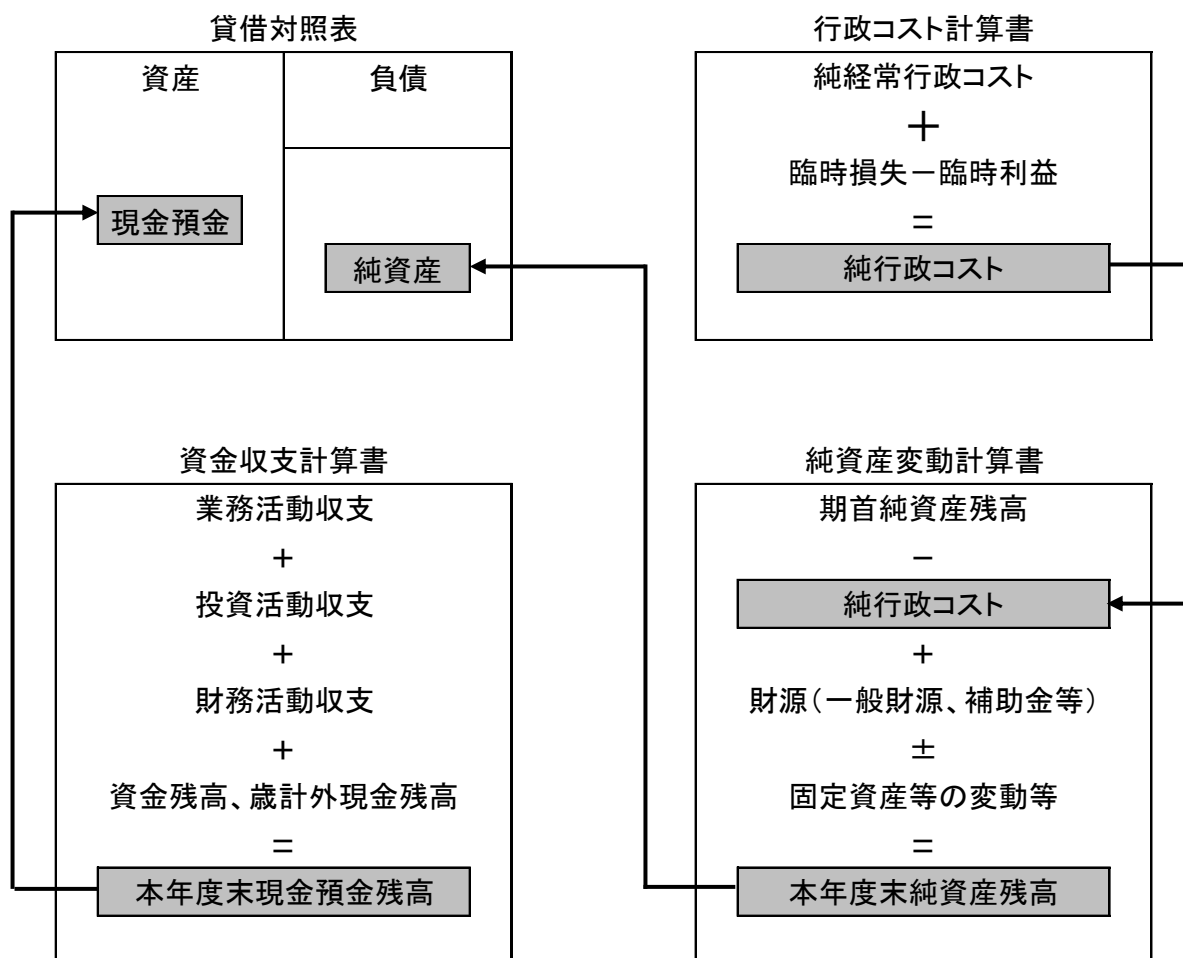 貸借対照表
資産
負債
現金預金
純資産
行政コスト計算書
純経常行政コスト
＋
臨時損失－臨時利益
＝
純行政コスト
資金収支計算書
業務活動収支
＋
投資活動収支
＋
財務活動収支
＋
資金残高、歳計外現金残高
＝
本年度末現金預金残高
純資産変動計算書
期首純資産残高
－
純行政コスト
＋
財源（一般財源、補助金等）
±
固定資産等の変動等
＝
本年度末純資産残高